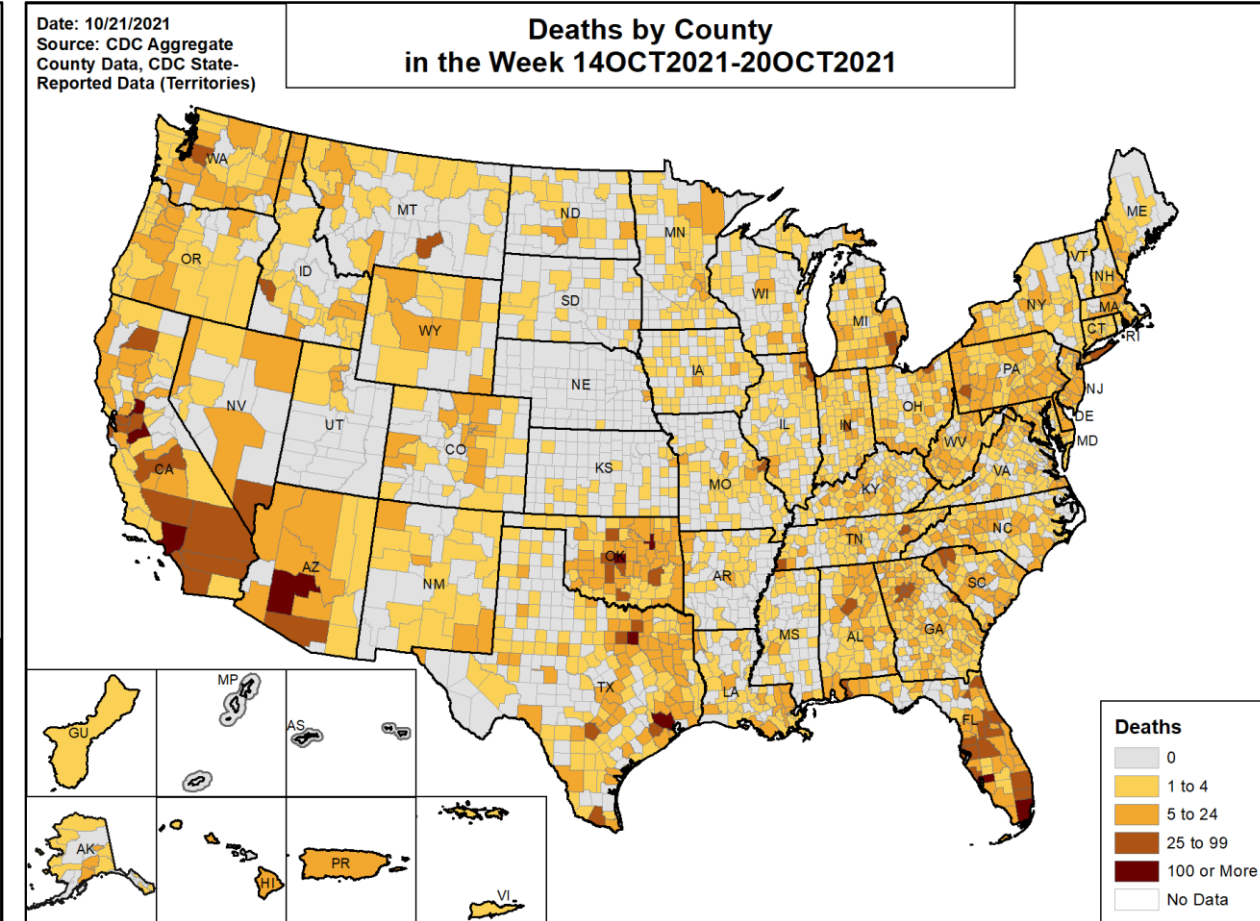 Date: 10/21/2021
Source: CDC Aggregate
County Data, CDC State-
Reported Data (Territories)
Deaths by County
in the Week 14OCT2021-20OCT2021
WA
MT
ND
MN
ME
OR
ID
SD
WI
MI
VT
NH
NY
MA
CT
RI
WY
IA
PA
NJ
NE
NV
UT
CO
IL
IN
OH
DE
MD
WV
VA
CA
KS
MO
KY
NC
AZ
NM
OK
AR
TN
SC
MS
AL
GA
TX
LA
FL
GU
MP
AS
AK
HI
PR
VI
Deaths
0
1 to 4
5 to 24
25 to 99
100 or More
No Data